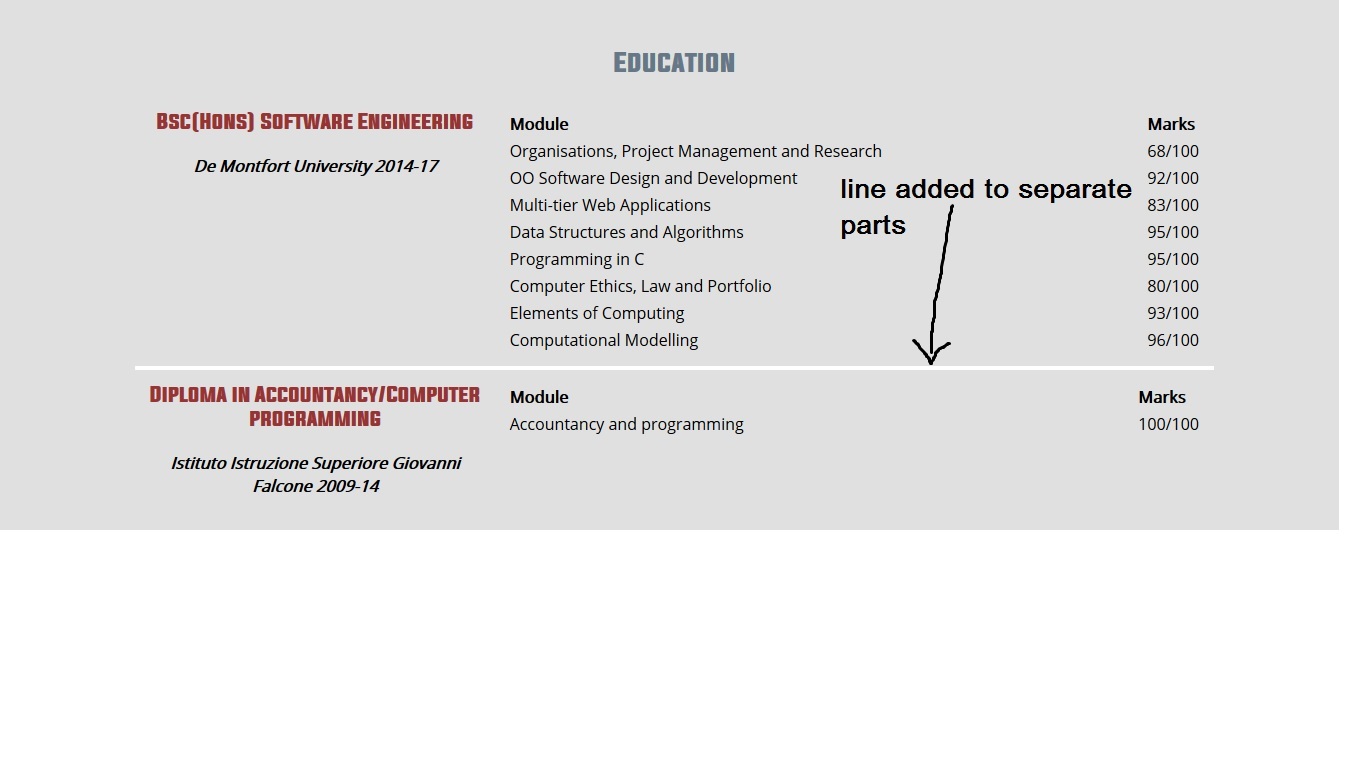 Education
Bsc(Hons) Software Engineering
De Montfort University 2014-17
Module Marks
Organisations, Project Management and Research 68/100
OO Software Design and Development 92/100
Multi-tier Web Applications 83/100
Data Structures and Algorithms 95/100
Programming in C 95/100
Computer Ethics, Law and Portfolio 80/100
Elements of Computing 93/100
Computational Modelling 96/100
line added to separate
parts
Diploma in Accountancy/Computer
programming
Istituto Istruzione Superiore Giovanni
Falcone 2009-14
Module Marks
Accountancy and programming 100/100